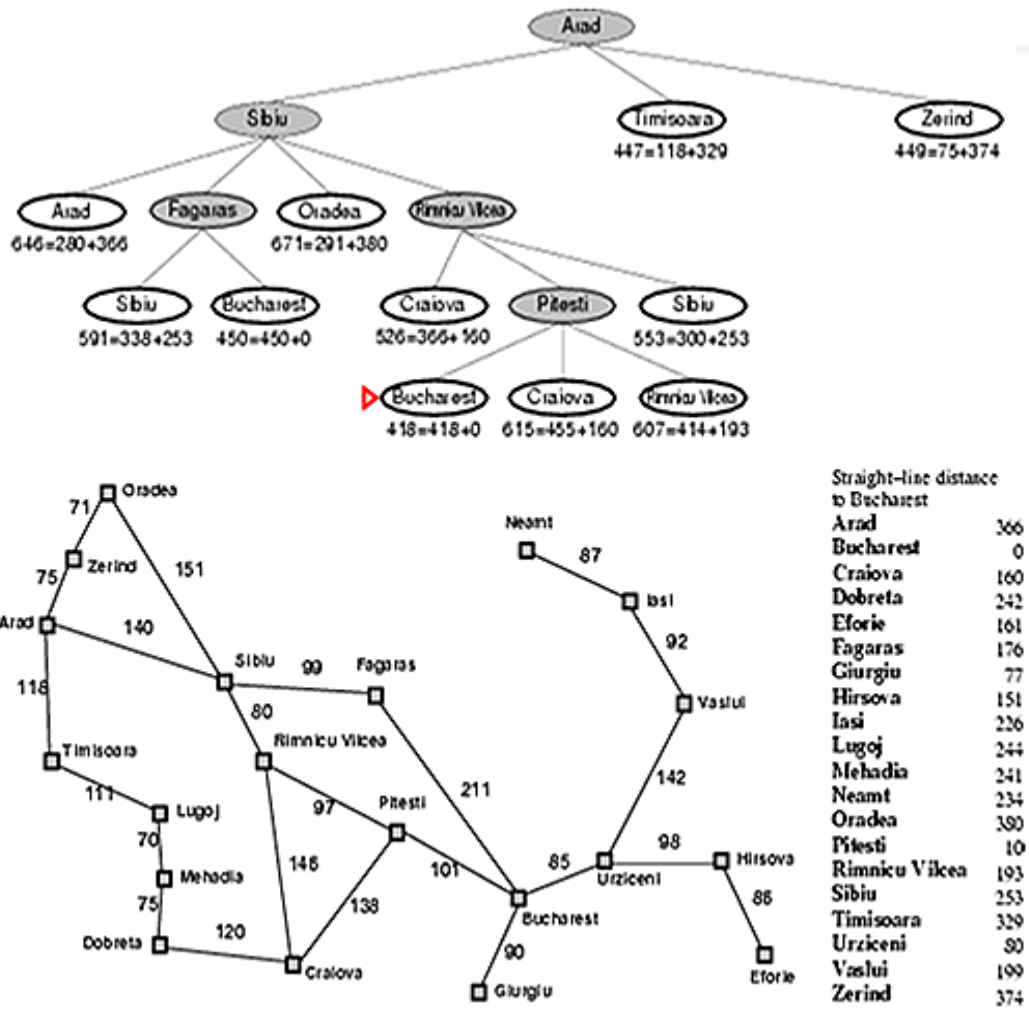 Arad
Sibiu Timisoara Zerind
447=118+329 449=75+374
Arad Fagaras Oradea Rimnicu Vilcea
646=280+366 671=291+380
Sibiu Bucharest Craiova Pitesti Sibiu
591=338+253 450=450+0 526=366+160 553=300+253
Bucharest Craiova Rimnicu Vilcea
418=418+0 615=455+160 607=414+193
Oradea
71
Neamt
87
Zerind
151
75
Iasi
Arad
140
92
Sibiu
99
Fagaras
118
80
Vaslui
Timisoara
Rimnicu Vilcea
142
111
211
Lugoj
97
Pitesti
70
98
146
101
85
Hirsova
Mehadia
Urziceni
75
138
86
120
Bucharest
Dobreta
90
Craiova
Eforie
Giurgiu
Straight-line distance
to Bucharest
Arad 366
Bucharest 0
Craiova 160
Dobreta 242
Eforie 161
Fagaras 176
Giurgiu 77
Hirsova 151
Iasi 226
Lugoj 244
Mehadia 241
Neamt 234
Oradea 380
Pitesti 10
Rimnicu Vilcea 193
Sibiu 253
Timisoara 329
Urziceni 80
Vaslui 199
Zerind 374